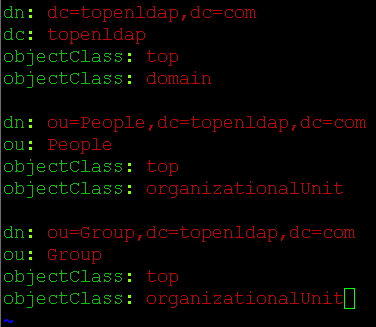 dn: dc=topenldap,dc=com
dc: topenldap
objectClass: top
objectClass: domain

dn: ou=People,dc=topenldap,dc=com
ou: People
objectClass: top
objectClass: organizationalUnit

dn: ou=Group,dc=topenldap,dc=com
ou: Group
objectClass: top
objectClass: organizationalUnit
~